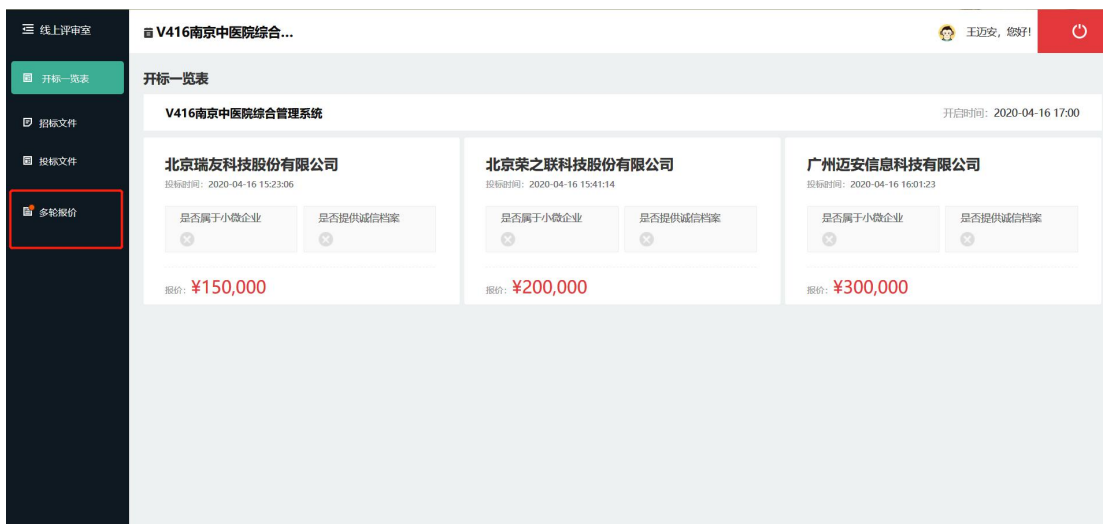 线上评审室
V416南京中医院综合...
王迈安，您好!
开标一览表
招标文件
投标文件
多轮报价
开标一览表
V416南京中医院综合管理系统
开启时间：2020-04-16 17:00
北京瑞友科技股份有限公司
投标时间：2020-04-16 15:23:06
是否属于小微企业
是否提供诚信档案
报价：¥150,000
北京荣之联科技股份有限公司
投标时间：2020-04-16 15:41:14
是否属于小微企业
是否提供诚信档案
报价：¥200,000
广州迈安信息科技有限公司
投标时间：2020-04-16 16:01:23
是否属于小微企业
是否提供诚信档案
报价：¥300,000